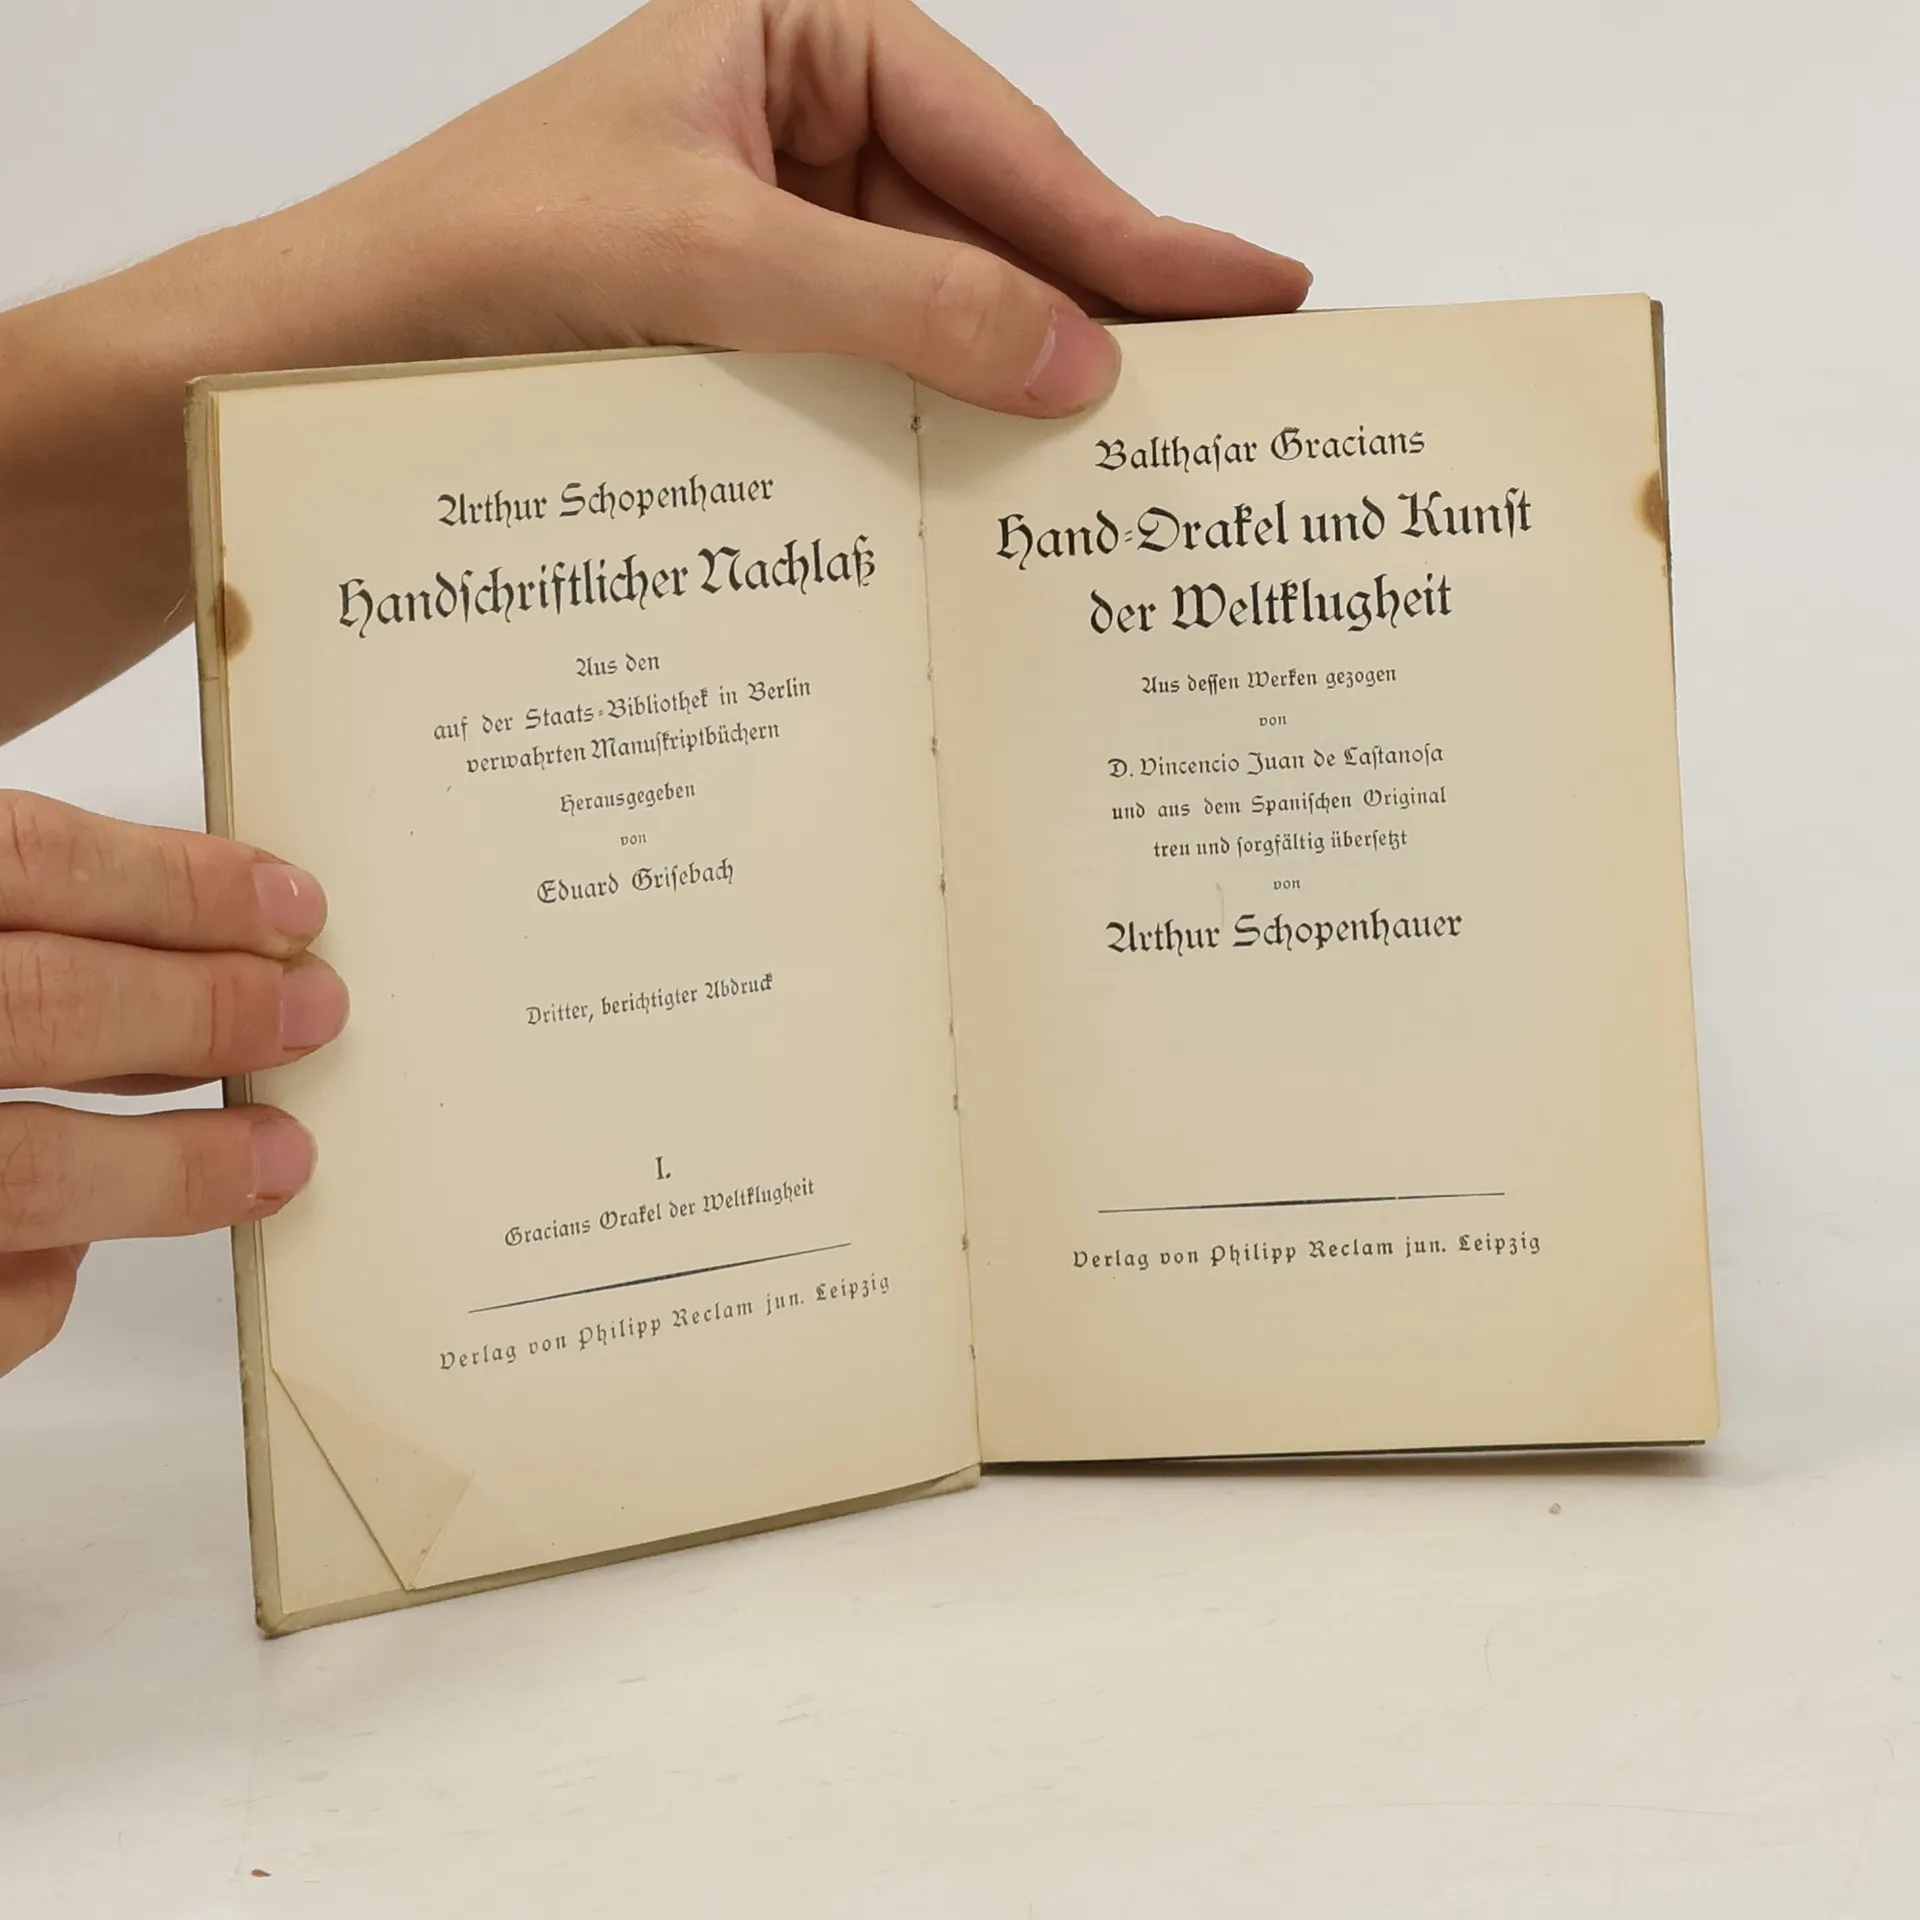 Arthur Schopenhauer
Handſchriftlicher Nachlaß
Aus den
auf der Staats-Bibliothek in Berlin
verwahrten Manuſkriptbüchern
Herausgegeben
von
Eduard Griſebach
Dritter, berichtigter Abdruck
I.
Gracians Orakel der Weltklugheit
Verlag von Philipp Reclam jun. Leipzig
Balthaſar Gracians
Hand-Orakel und Kunſt
der Weltklugheit
Aus deſſen Werken gezogen
von
D. Vincencio Juan de Laſtanoſa
und aus dem Spaniſchen Original
treu und ſorgfältig überſetzt
von
Arthur Schopenhauer
Verlag von Philipp Reclam jun. Leipzig